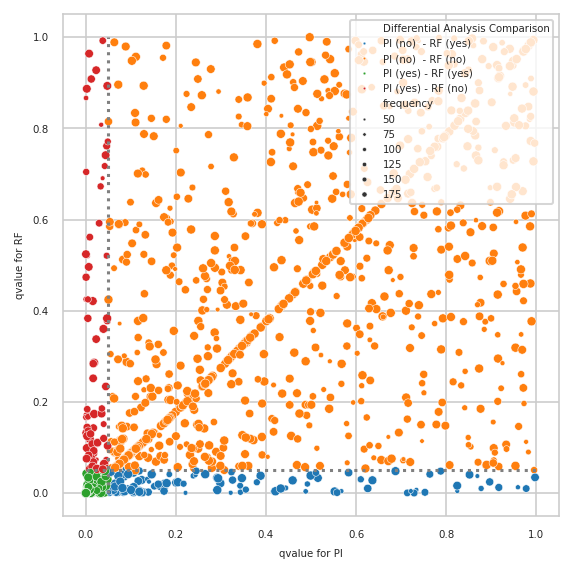 Differential Analysis Comparison
PI (no) - RF (yes)
PI (no) - RF (no)
PI (yes) - RF (yes)
PI (yes) - RF (no)
frequency
50
75
100
125
150
175
1.0
0.8
0.6
0.4
0.2
0.0
qvalue for RF
0.0 0.2 0.4 0.6 0.8 1.0
qvalue for PI